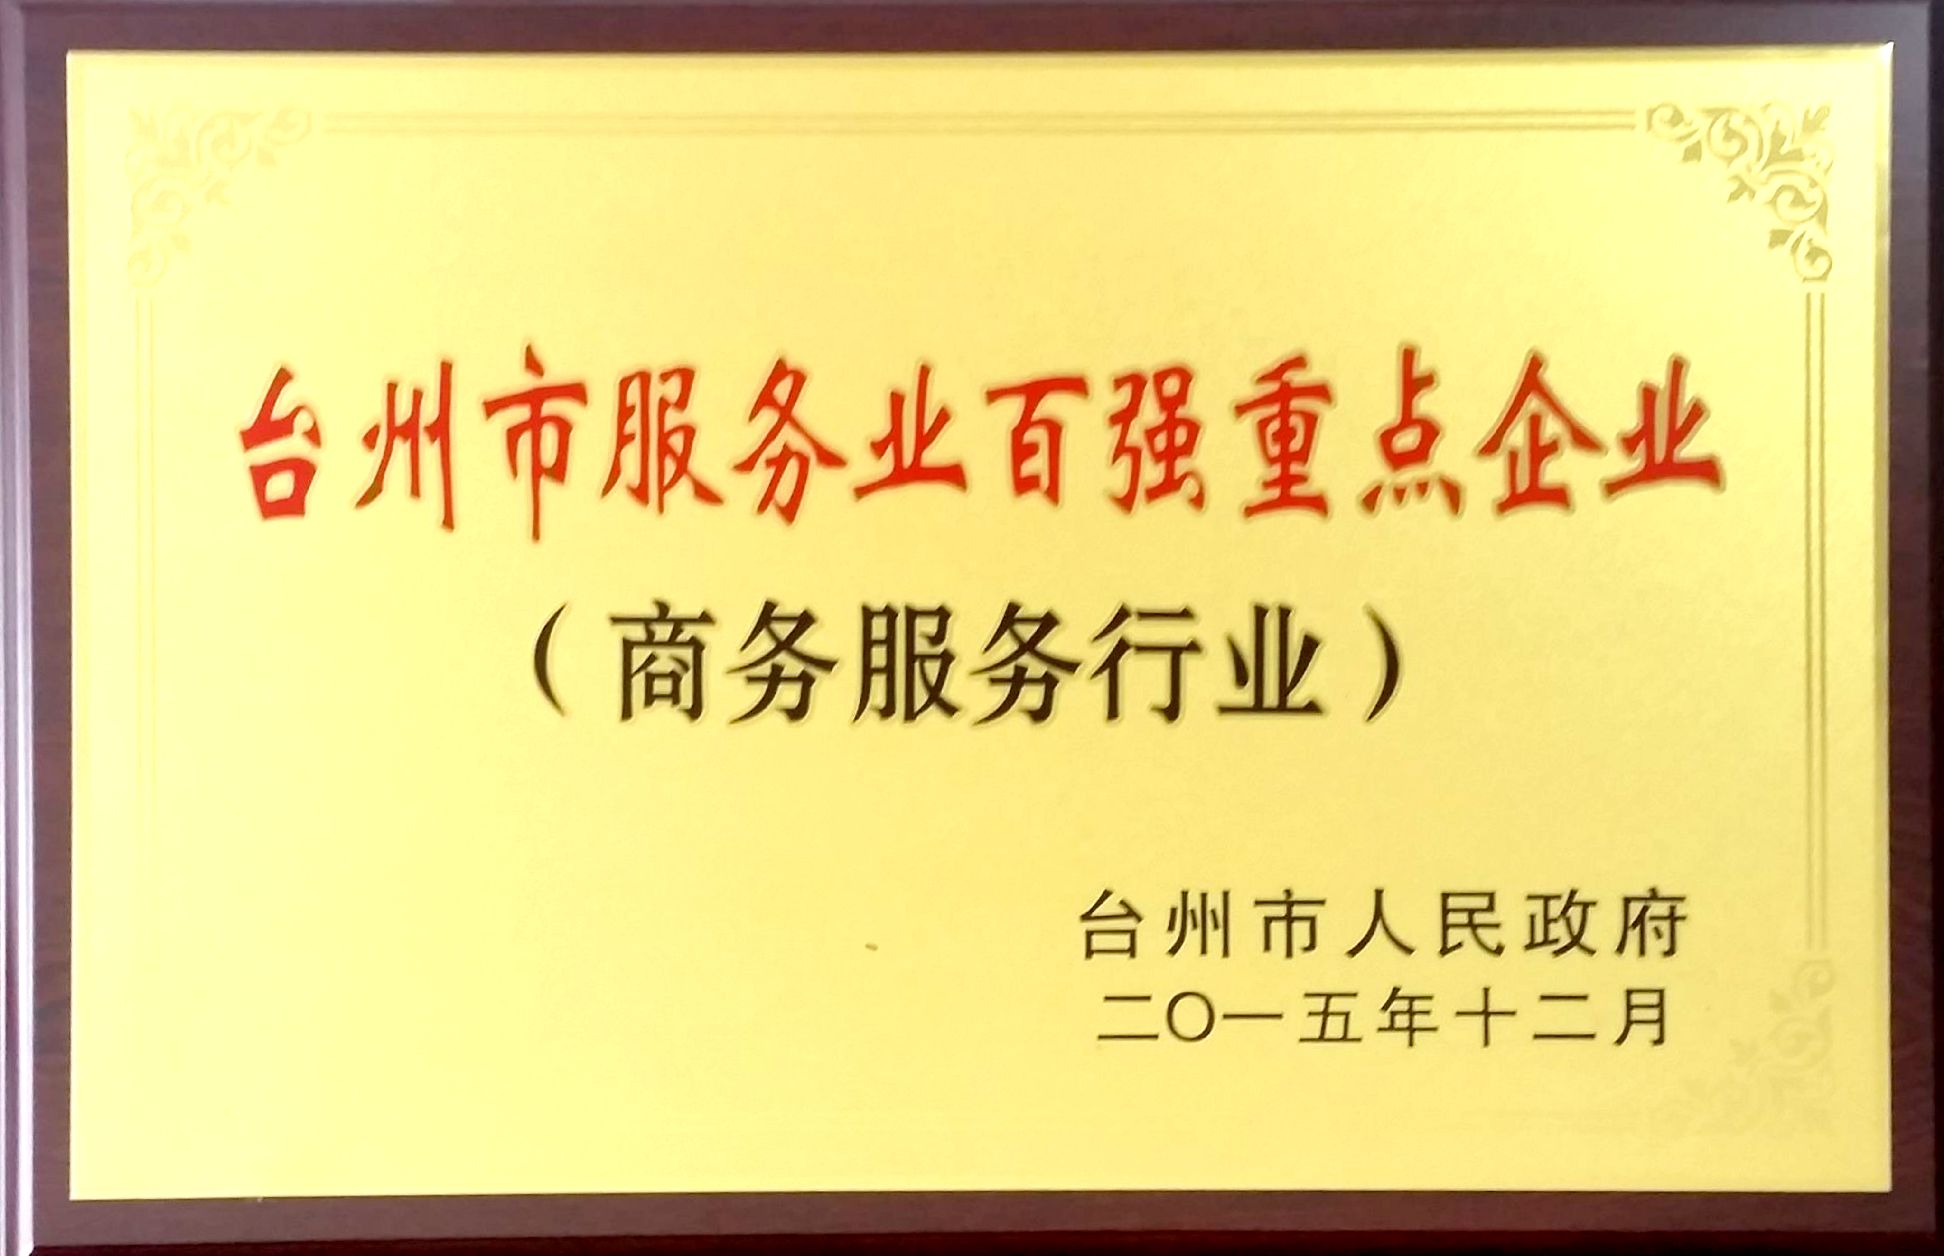 台州市服务业百强重点企业
（商务服务行业）
台州市人民政府
二〇一五年十二月